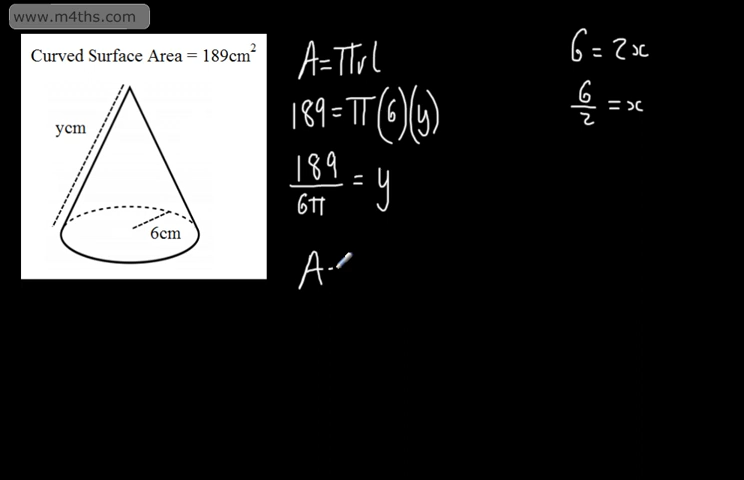 www.m4ths.com
Curved Surface Area = 189cm²
ycm
6cm
A=πrl
189=π(6)(y)
189/6π = y
A-
6=2x
6/2=x